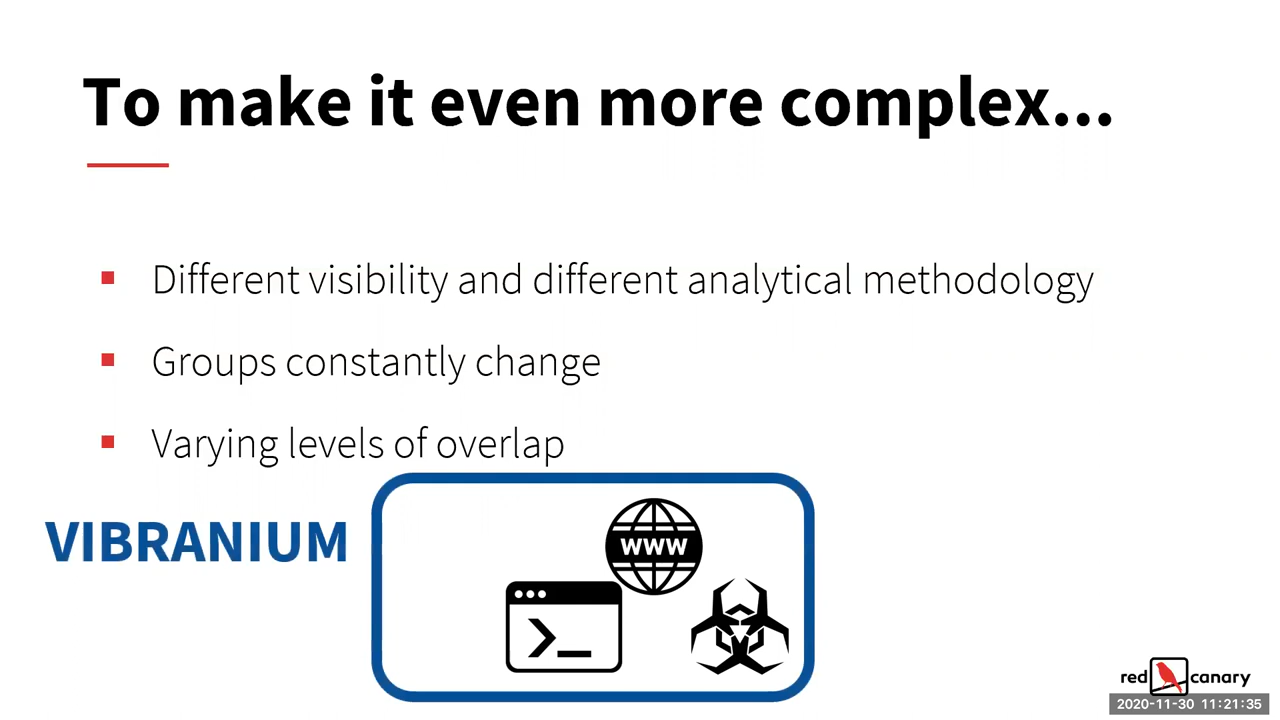 To make it even more complex...
Different visibility and different analytical methodology
Groups constantly change
Varying levels of overlap
VIBRANIUM
WWW
>_
red canary
2020-11-30 11:21:35